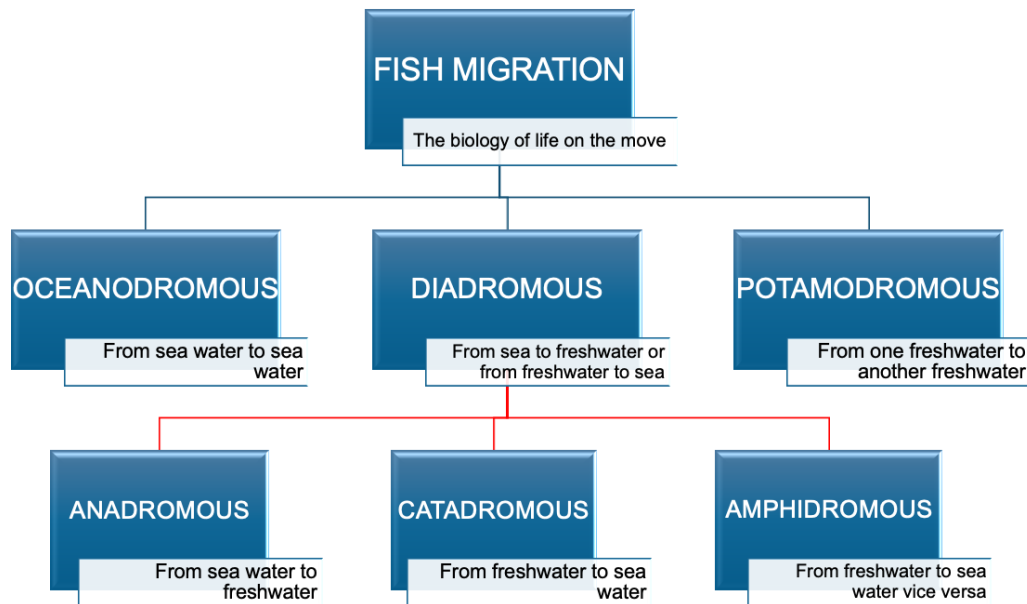 FISH MIGRATION
The biology of life on the move
OCEANODROMOUS
From sea water to sea
water
DIADROMOUS
From sea to freshwater or
from freshwater to sea
POTAMODROMOUS
From one freshwater to
another freshwater
ANADROMOUS
From sea water to
freshwater
CATADROMOUS
From freshwater to sea
water
AMPHIDROMOUS
From freshwater to sea
water vice versa